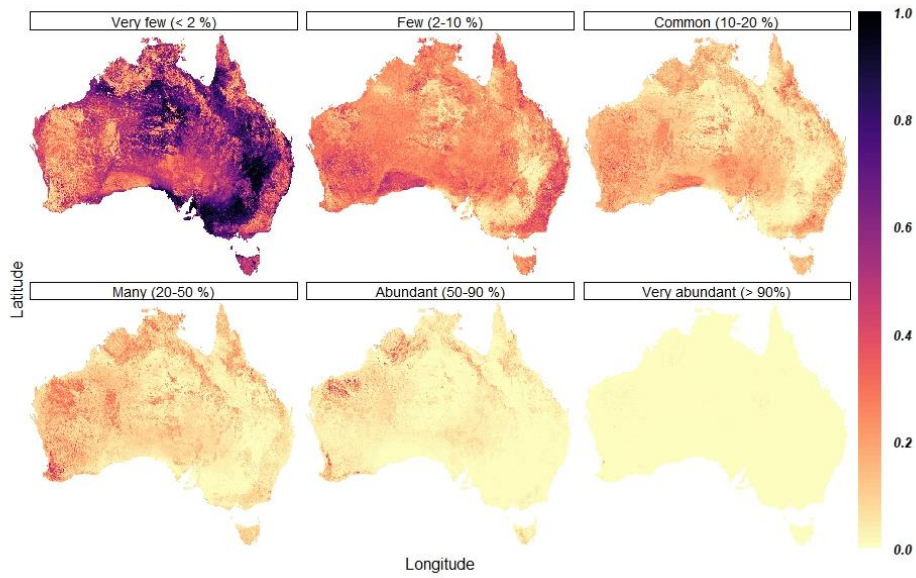 Very few (< 2 %)
Few (2-10 %)
Common (10-20 %)
1.0
0.8
0.6
0.4
0.2
0.0
Many (20-50 %)
Abundant (50-90 %)
Very abundant (> 90%)
Latitude
Longitude